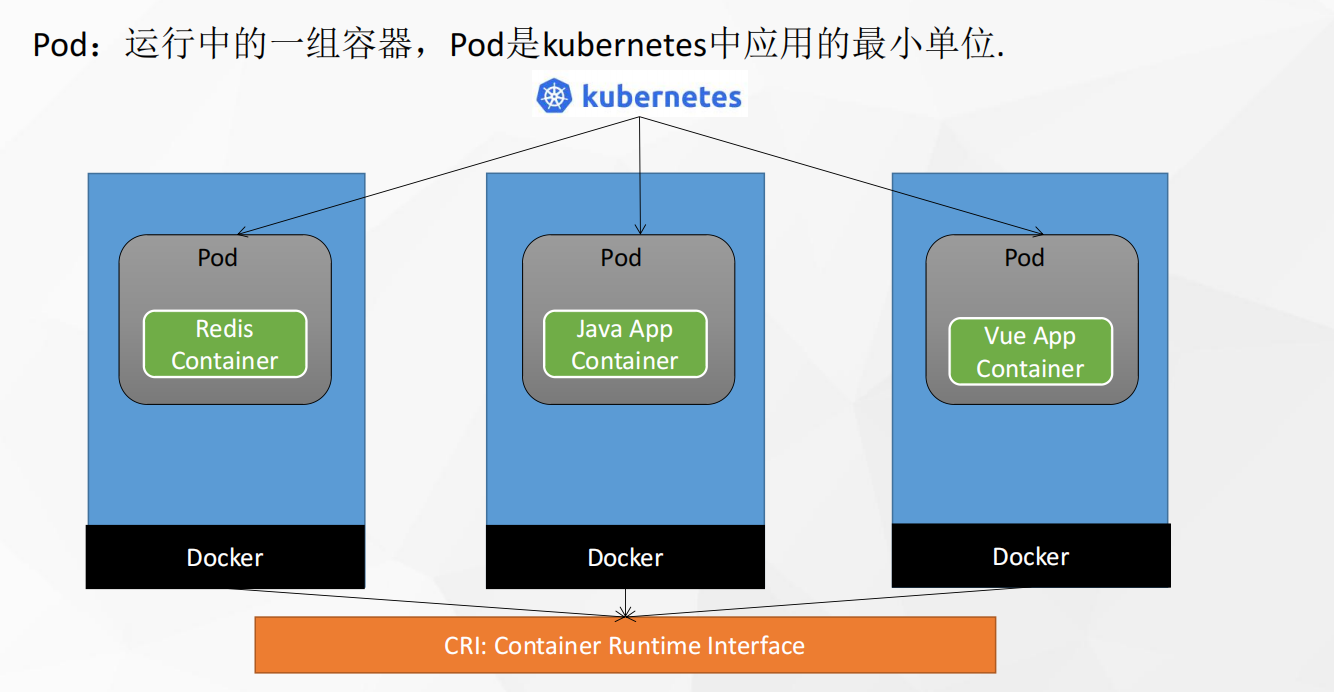 Pod：运行中的一组容器，Pod是kubernetes中应用的最小单位.
kubernetes
Pod
Redis
Container
Pod
Java App
Container
Pod
Vue App
Container
Docker
Docker
Docker
CRI: Container Runtime Interface